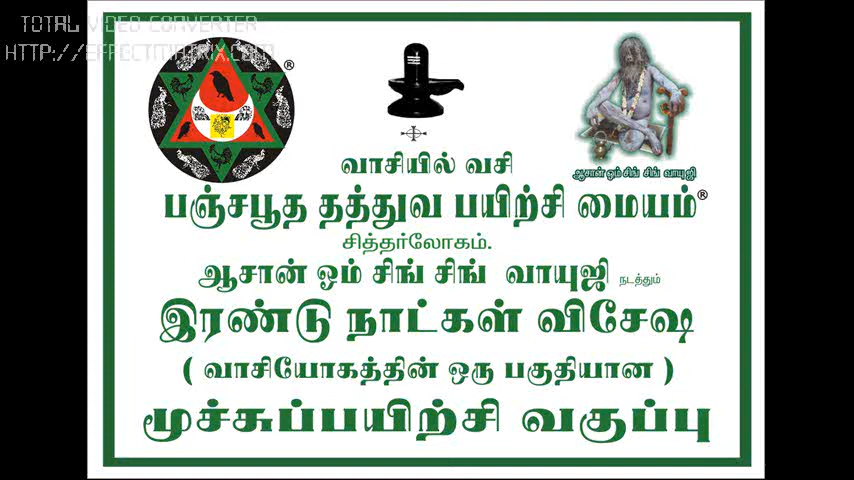 TOTAL VIDEO CONVERTER
HTTP://EFFECTMATRIX.COM
®
ஆசான் ஓம் சிங் சிங் வாயுஜி
வாசியில் வசி
பஞ்சபூத தத்துவ பயிற்சி மையம்®
சித்தர்லோகம்.
ஆசான் ஓம் சிங் சிங் வாயுஜி நடத்தும்
இரண்டு நாட்கள் விசேஷ
( வாசியோகத்தின் ஒரு பகுதியான )
மூச்சுப்பயிற்சி வகுப்பு